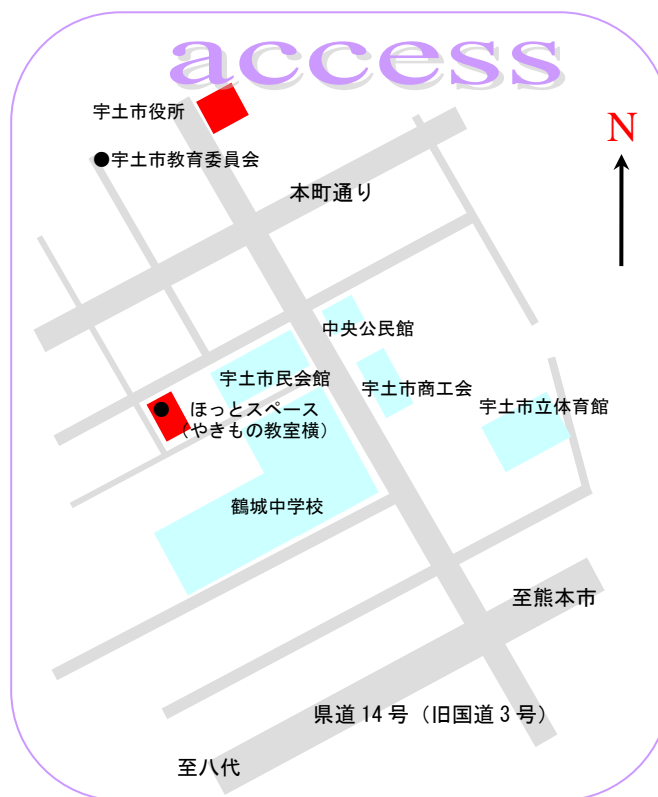 access
宇土市役所
N
●宇土市教育委員会
本町通り
中央公民館
宇土市民会館
宇土市商工会
ほっとスペース
(やきもの教室横)
宇土市立体育館
鶴城中学校
至熊本市
県道 14 号(旧国道 3 号)
至八代